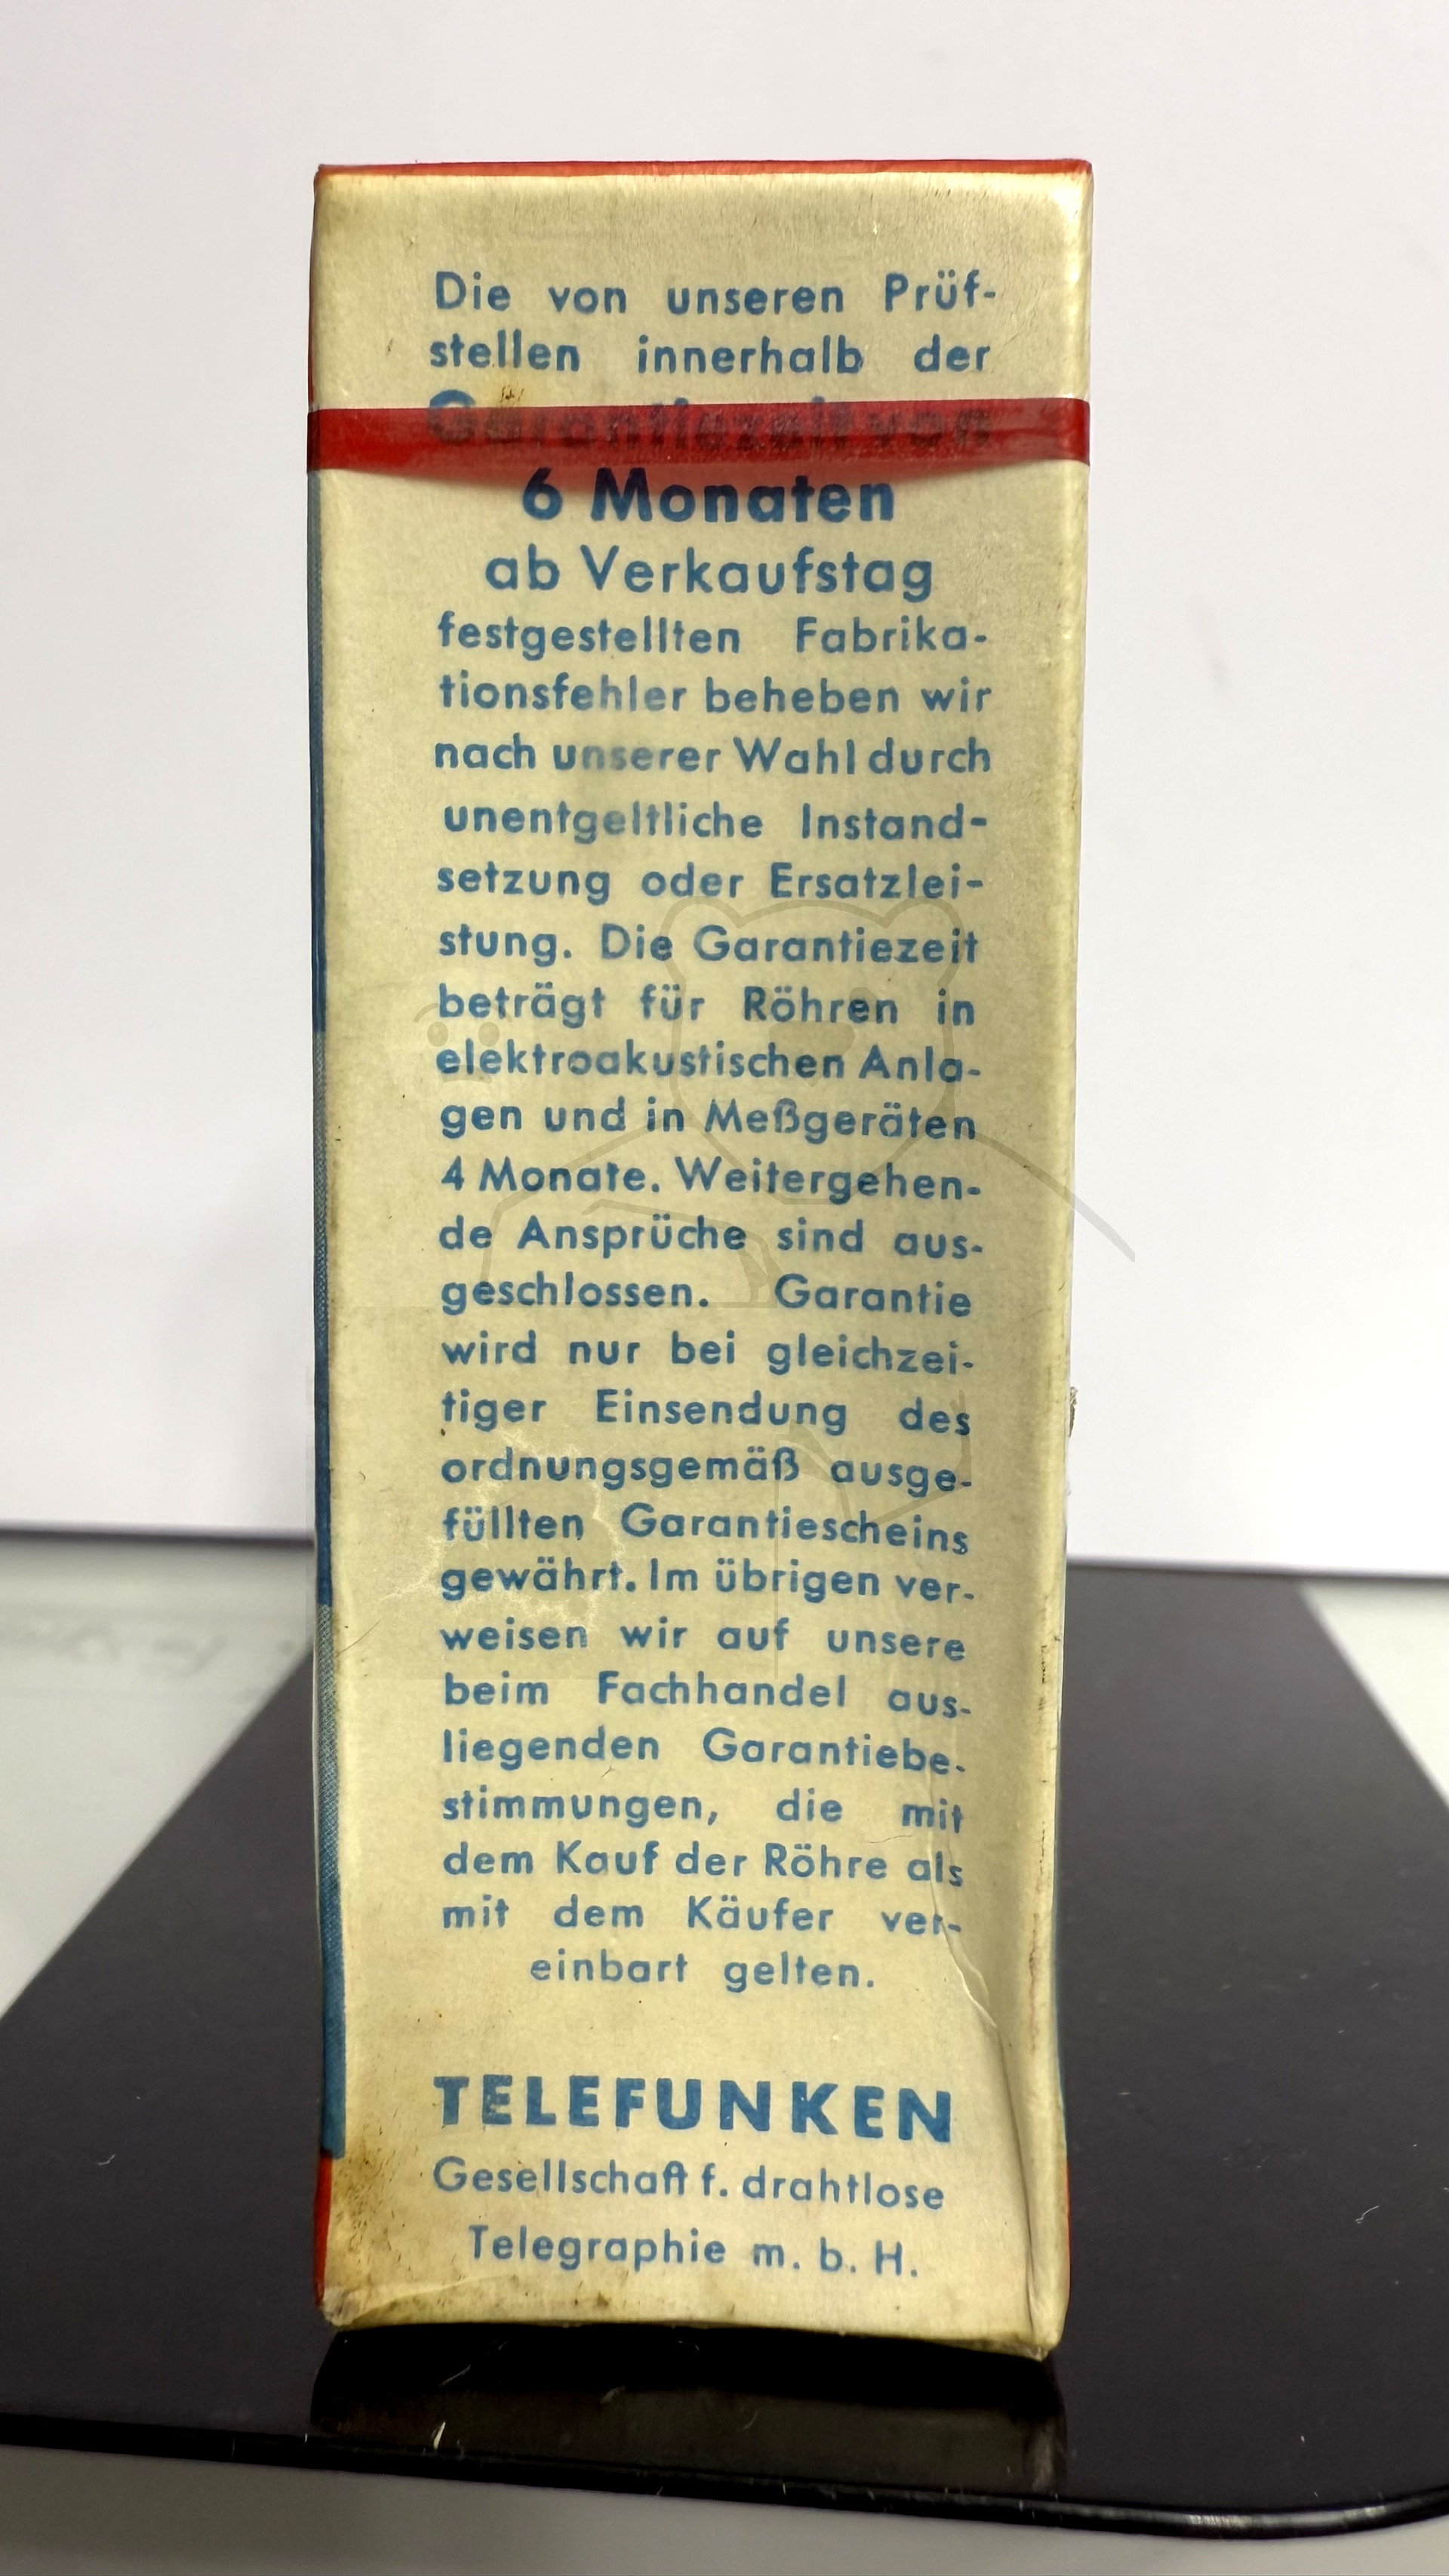 Die von unseren Prüf-
stellen innerhalb der
Garantiezeit von
6 Monaten
ab Verkaufstag
festgestellten Fabrika-
tionsfehler beheben wir
nach unserer Wahl durch
unentgeltliche Instand-
setzung oder Ersatzlei-
stung. Die Garantiezeit
beträgt für Röhren in
elektroakustischen Anla-
gen und in Meßgeräten
4 Monate. Weitergehen-
de Ansprüche sind aus-
geschlossen. Garantie
wird nur bei gleichzei-
tiger Einsendung des
ordnungsgemäß ausge-
füllten Garantiescheins
gewährt. Im übrigen ver-
weisen wir auf unsere
beim Fachhandel aus-
liegenden Garantiebe-
stimmungen, die mit
dem Kauf der Röhre als
mit dem Käufer ver-
einbart gelten.
TELEFUNKEN
Gesellschaft f. drahtlose
Telegraphie m. b. H.